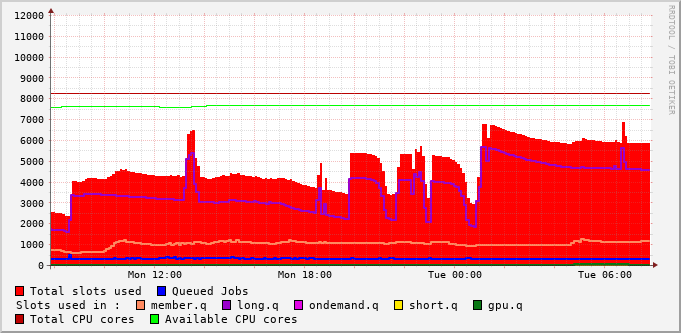 RRDTOOL / TOBI OETIKER
12000
11000
10000
9000
8000
7000
6000
5000
4000
3000
2000
1000
0
Mon 12:00 Mon 18:00 Tue 00:00 Tue 06:00
Total slots used Queued Jobs
Slots used in : member.q long.q ondemand.q short.q gpu.q
Total CPU cores Available CPU cores